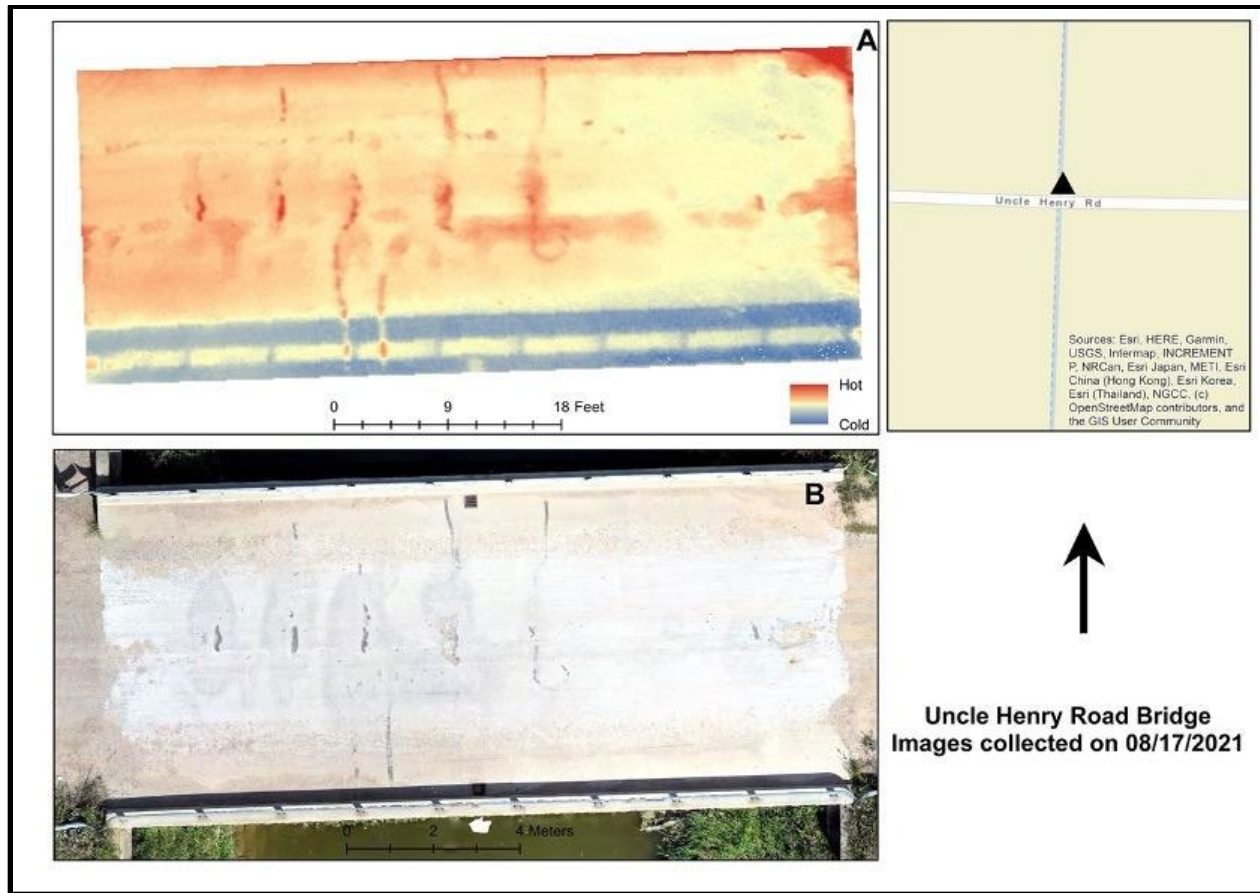 A
Hot
Cold
0 9 18 Feet
Uncle Henry Rd
Sources: Esri, HERE, Garmin,
USGS, Intermap, INCREMENT
P, NRCan, Esri Japan, METI, Esri
China (Hong Kong), Esri Korea,
Esri (Thailand), NGCC, (c)
OpenStreetMap contributors, and
the GIS User Community
B
0 2 4 Meters
Uncle Henry Road Bridge
Images collected on 08/17/2021